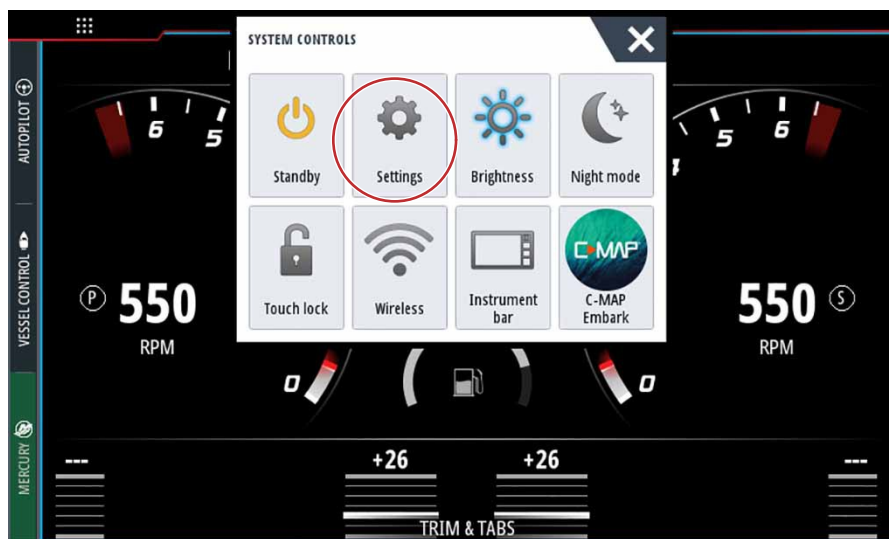 SYSTEM CONTROLS
Standby
Settings
Brightness
Night mode
Touch lock
Wireless
Instrument
bar
C-MAP
C-MAP
Embark
AUTOPILOT
VESSEL CONTROL
MERCURY
6
5
5
6
P
550
RPM
550
S
RPM
0
0
---
+26
+26
---
TRIM & TABS